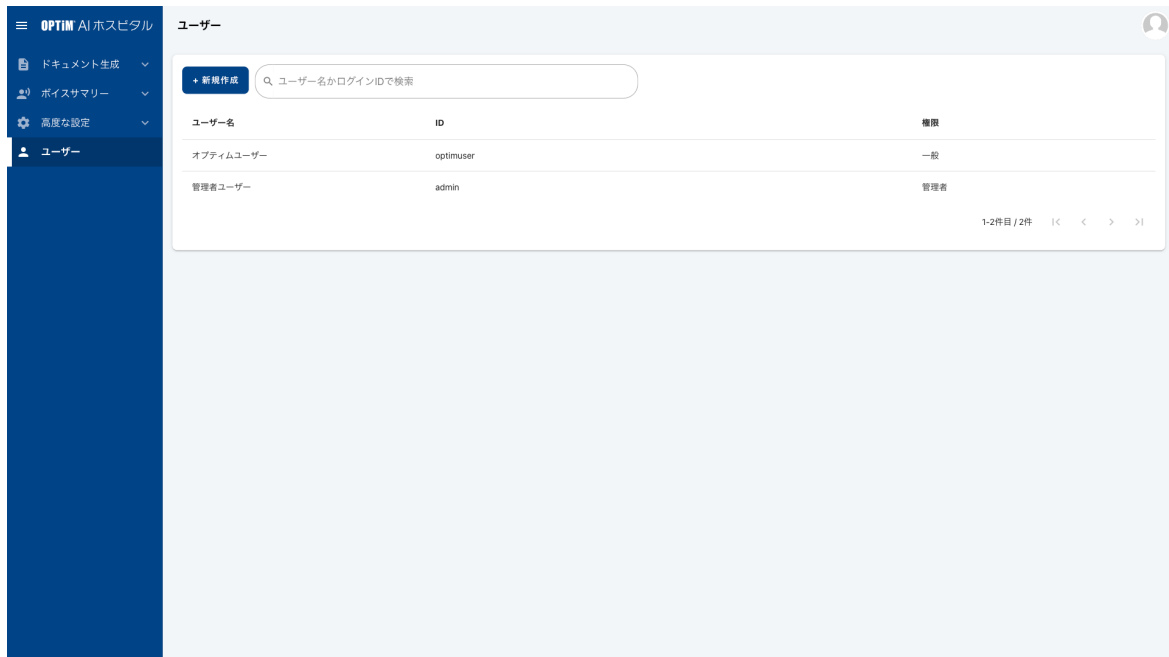 OPTiM AI ホスピタル
ドキュメント生成
ボイスサマリー
高度な設定
ユーザー
ユーザー
+ 新規作成
ユーザー名かログインIDで検索
ユーザー名 ID 権限
オプティムユーザー optimuser 一般
管理者ユーザー admin 管理者
1-2件目 / 2件